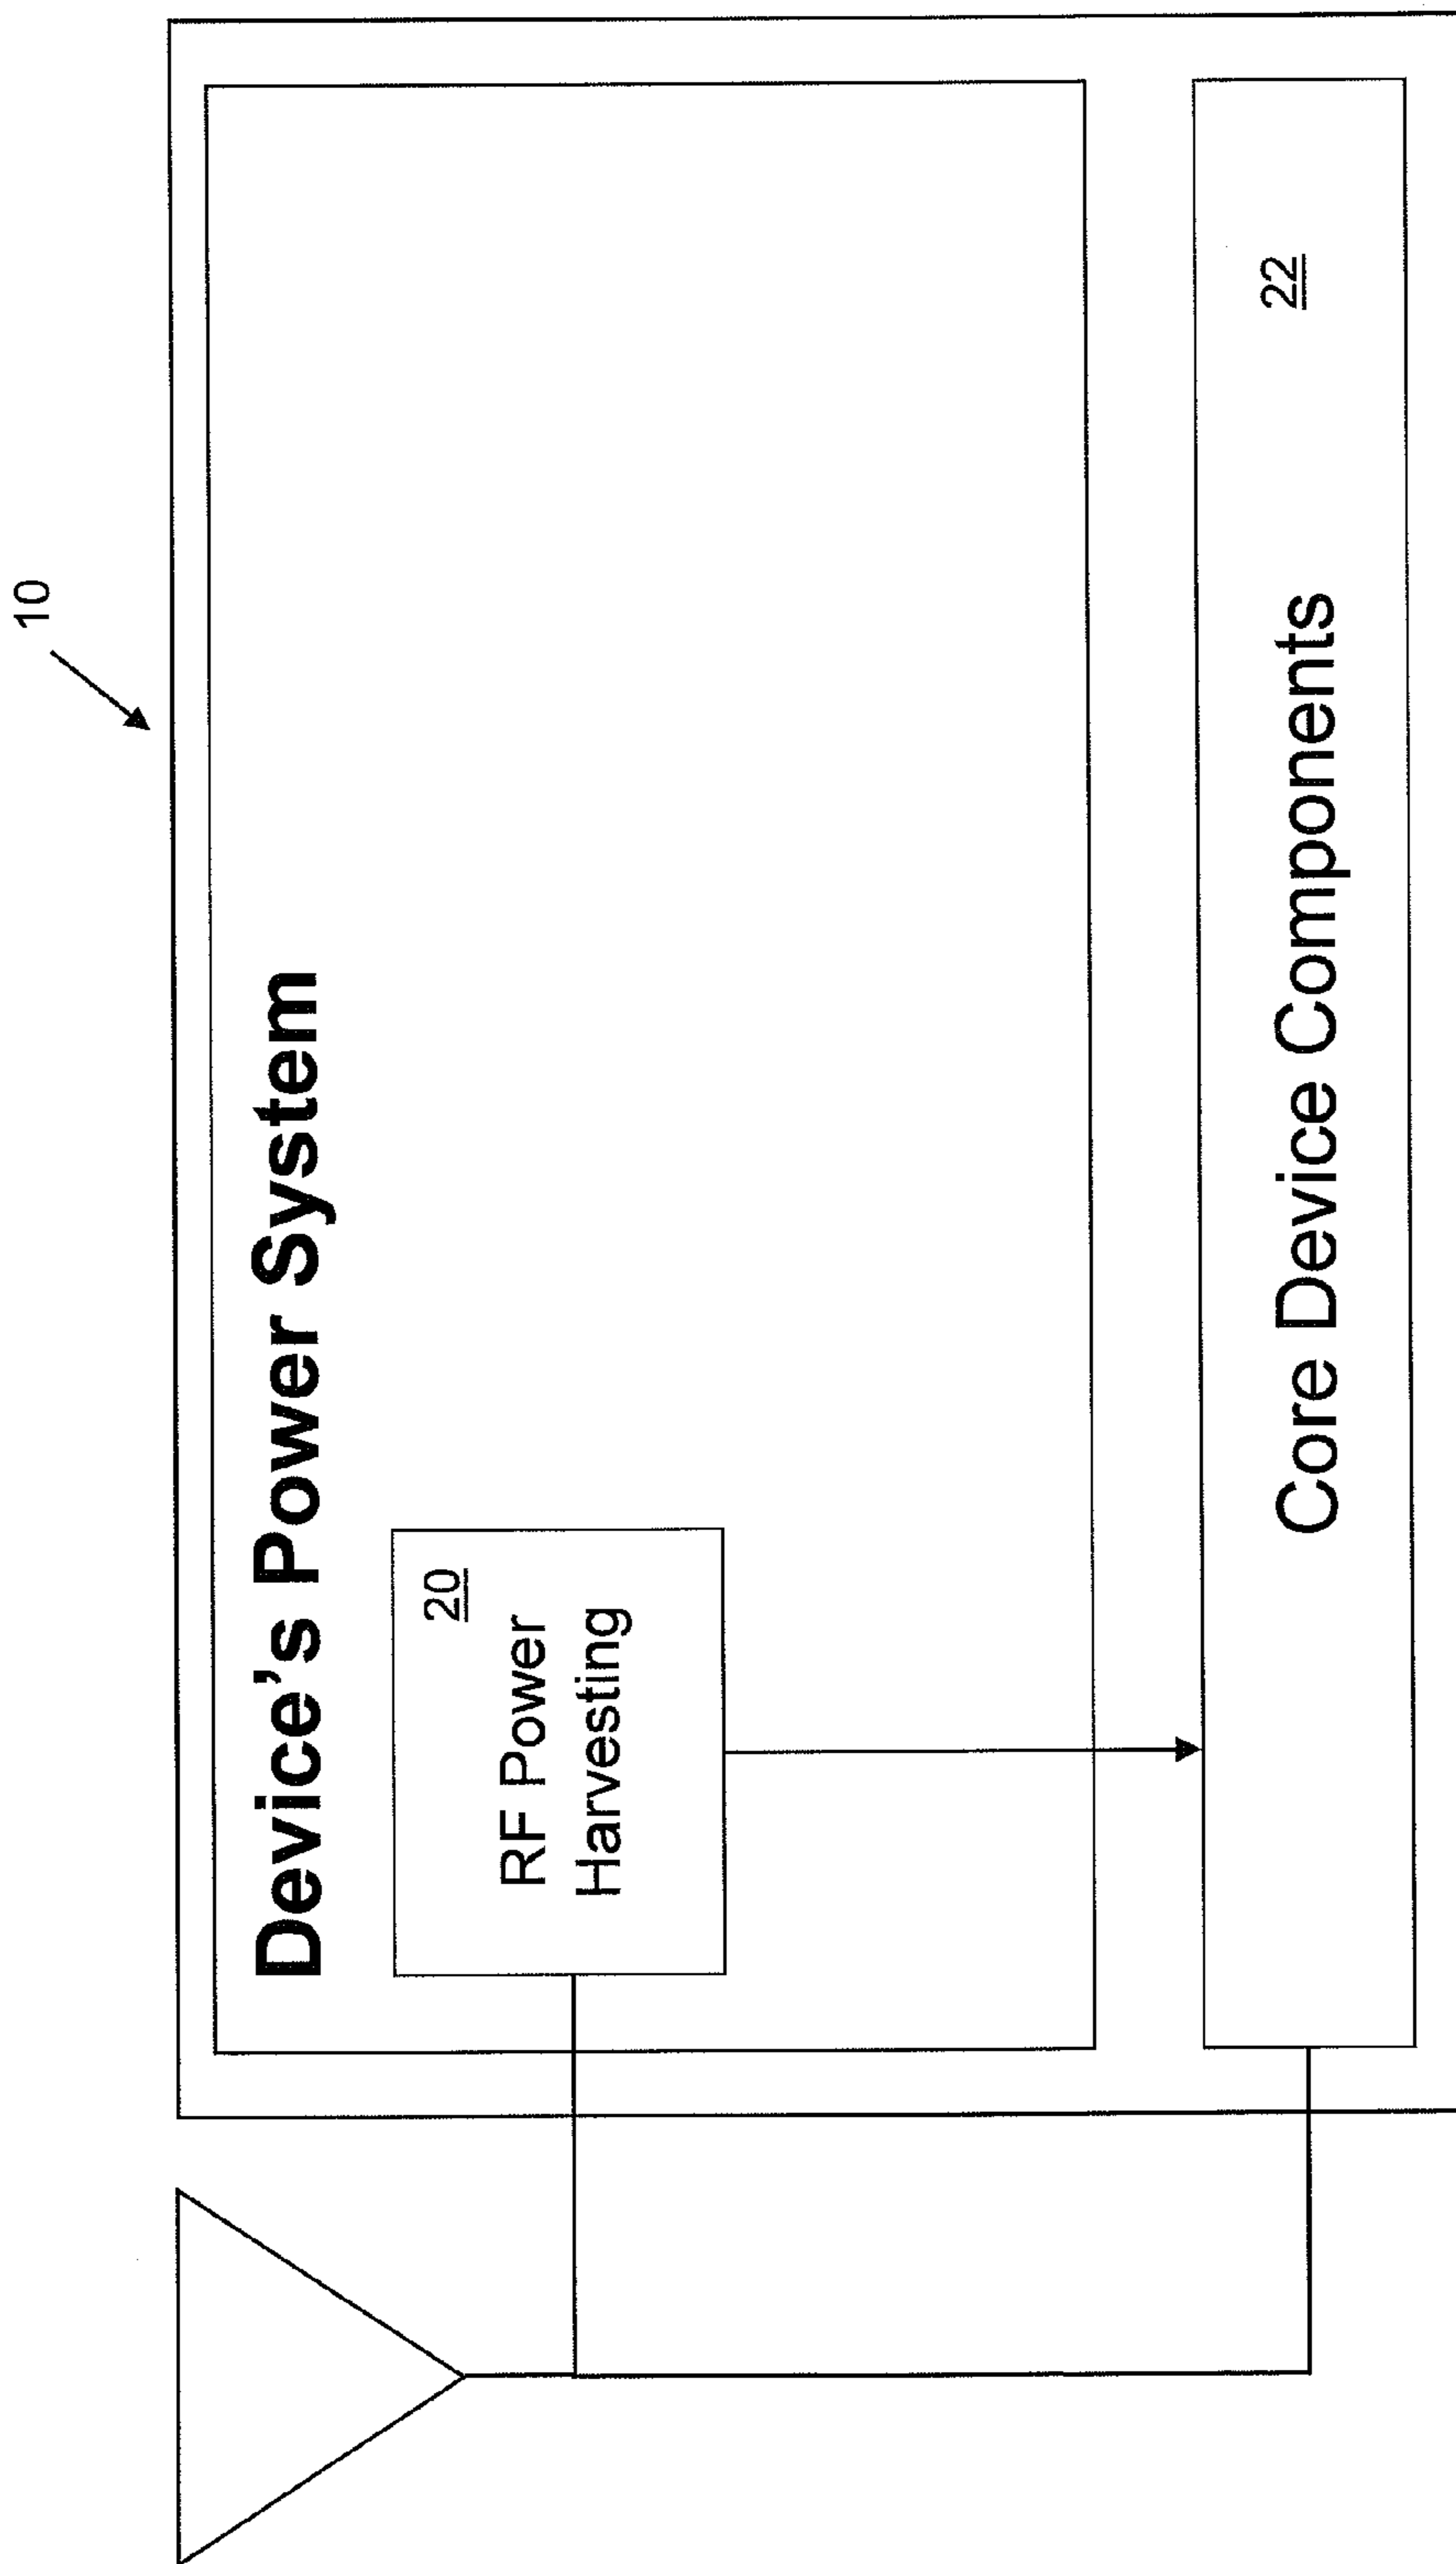 10
Device's Power System
20
RF Power
Harvesting
22
Core Device Components